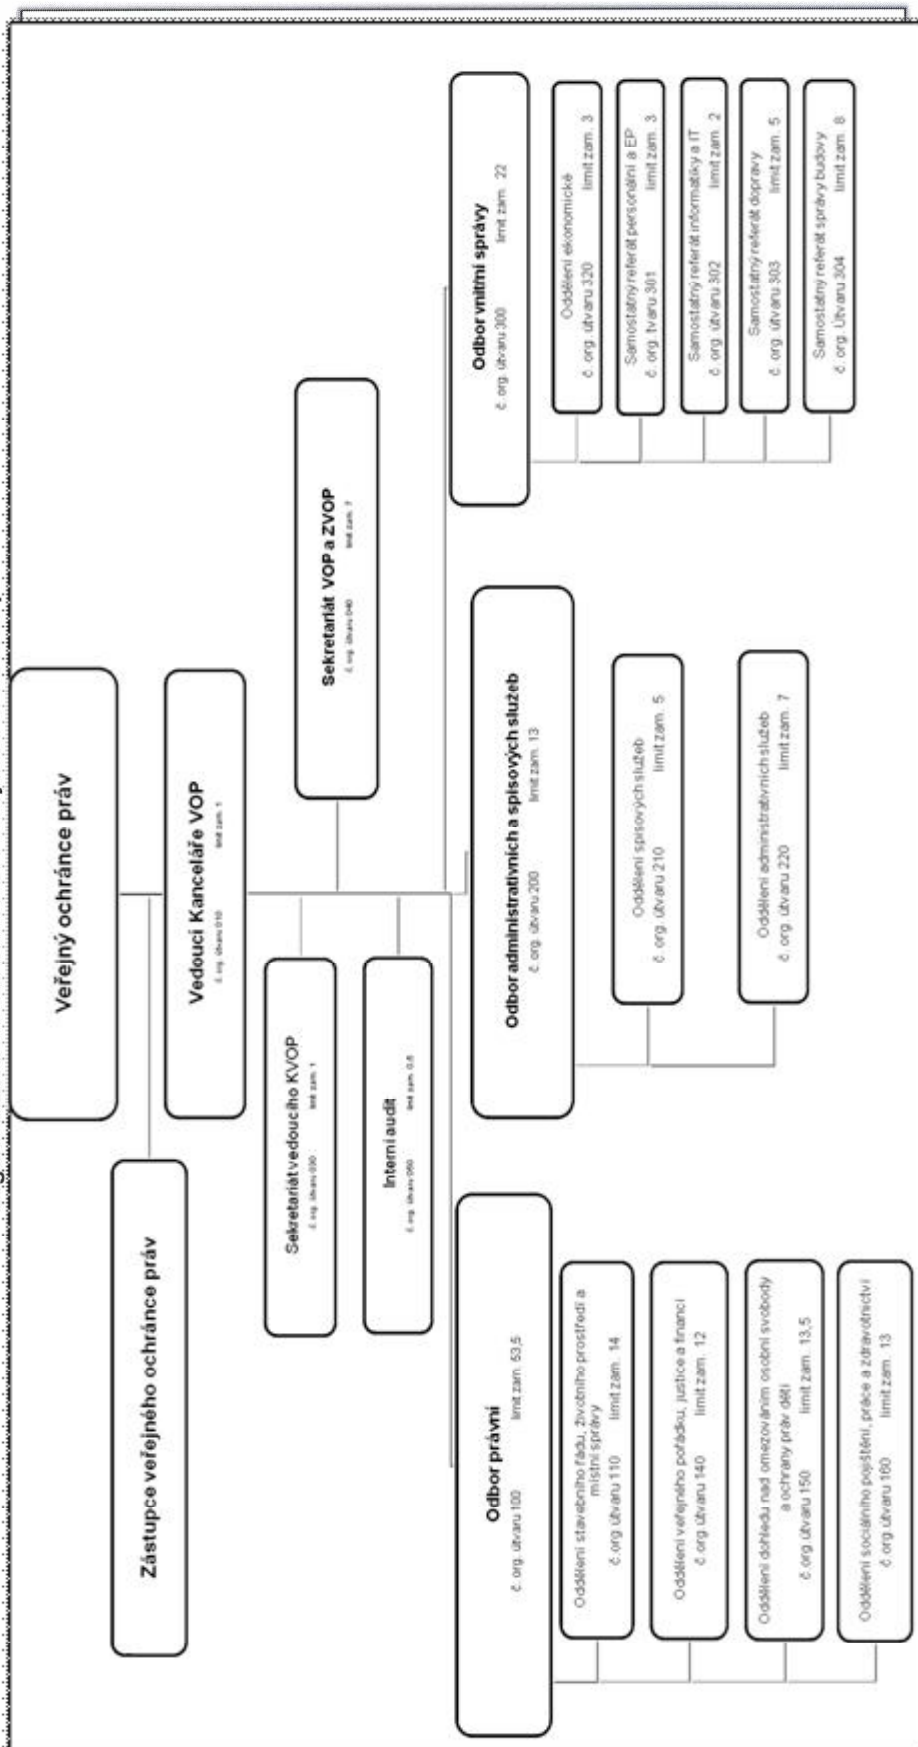 Veřejný ochránce práv
Zástupce veřejného ochránce práv
Vedoucí Kanceláře VOP
č. org. útvaru 010 limit zam. 1
Sekretariát vedoucího KVOP
č. org. útvaru 030 limit zam. 1
Sekretariát VOP a ZVOP
č. org. útvaru 040 limit zam. 7
Interní audit
č. org. útvaru 060 limit zam.
Odbor právní
č. org. útvaru 100 limit zam. 53,5
Oddělení stavebního řádu, životního prostředí a
místní správy
č.org. útvaru 110 limit zam. 14
Oddělení veřejného pořádku, justice a financí
č.org. útvaru 140 limit zam. 12
Oddělení dohledu nad omezováním osobní svobody
a ochrany práv dětí
č.org. útvaru 150 limit zam. 13,5
Oddělení sociálního pojištění, práce a zdravotnictví
č.org. útvaru 160 limit zam. 13
Odbor administrativních a spisových služeb
č. org. útvaru 200 limit zam. 13
Oddělení spisových služeb
č. org. útvaru 210 limit zam. 5
Oddělení administrativních služeb
č. org. útvaru 220 limit zam. 7
Odbor vnitřní správy
č. org. útvaru 300 limit zam. 22
Oddělení ekonomické
č. org. útvaru 320 limit zam. 3
Samostatný referát personální a EP
č. org. tvaru 301 limit zam. 3
Samostatný referát informatiky a IT
č. org. útvaru 302 limit zam. 2
Samostatný referát dopravy
č. org. útvaru 303 limit zam. 5
Samostatný referát správy budovy
č. org. Útvaru 304 limit zam. 8